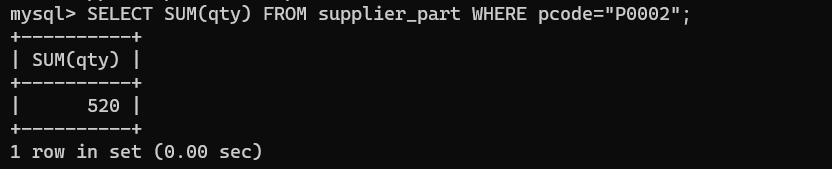 mysql> SELECT SUM(qty) FROM supplier_part WHERE pcode="P0002";
+----------+
| SUM(qty) |
+----------+
|      520 |
+----------+
1 row in set (0.00 sec)